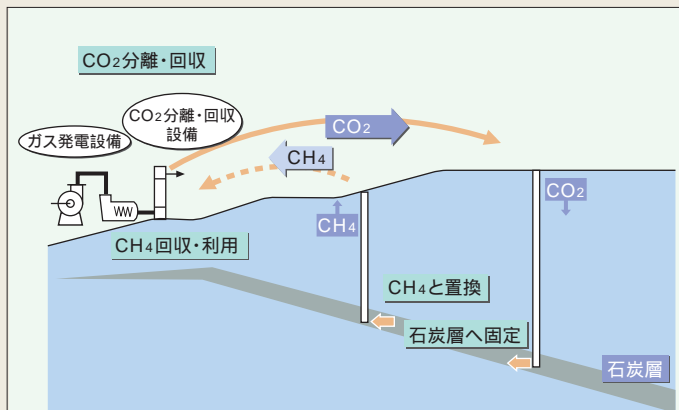 CO2分離・回収
CO2分離・回収
設備
ガス発電設備
CO2
CH4
CO2
CH4
CH4回収・利用
CH4と置換
石炭層へ固定
石炭層